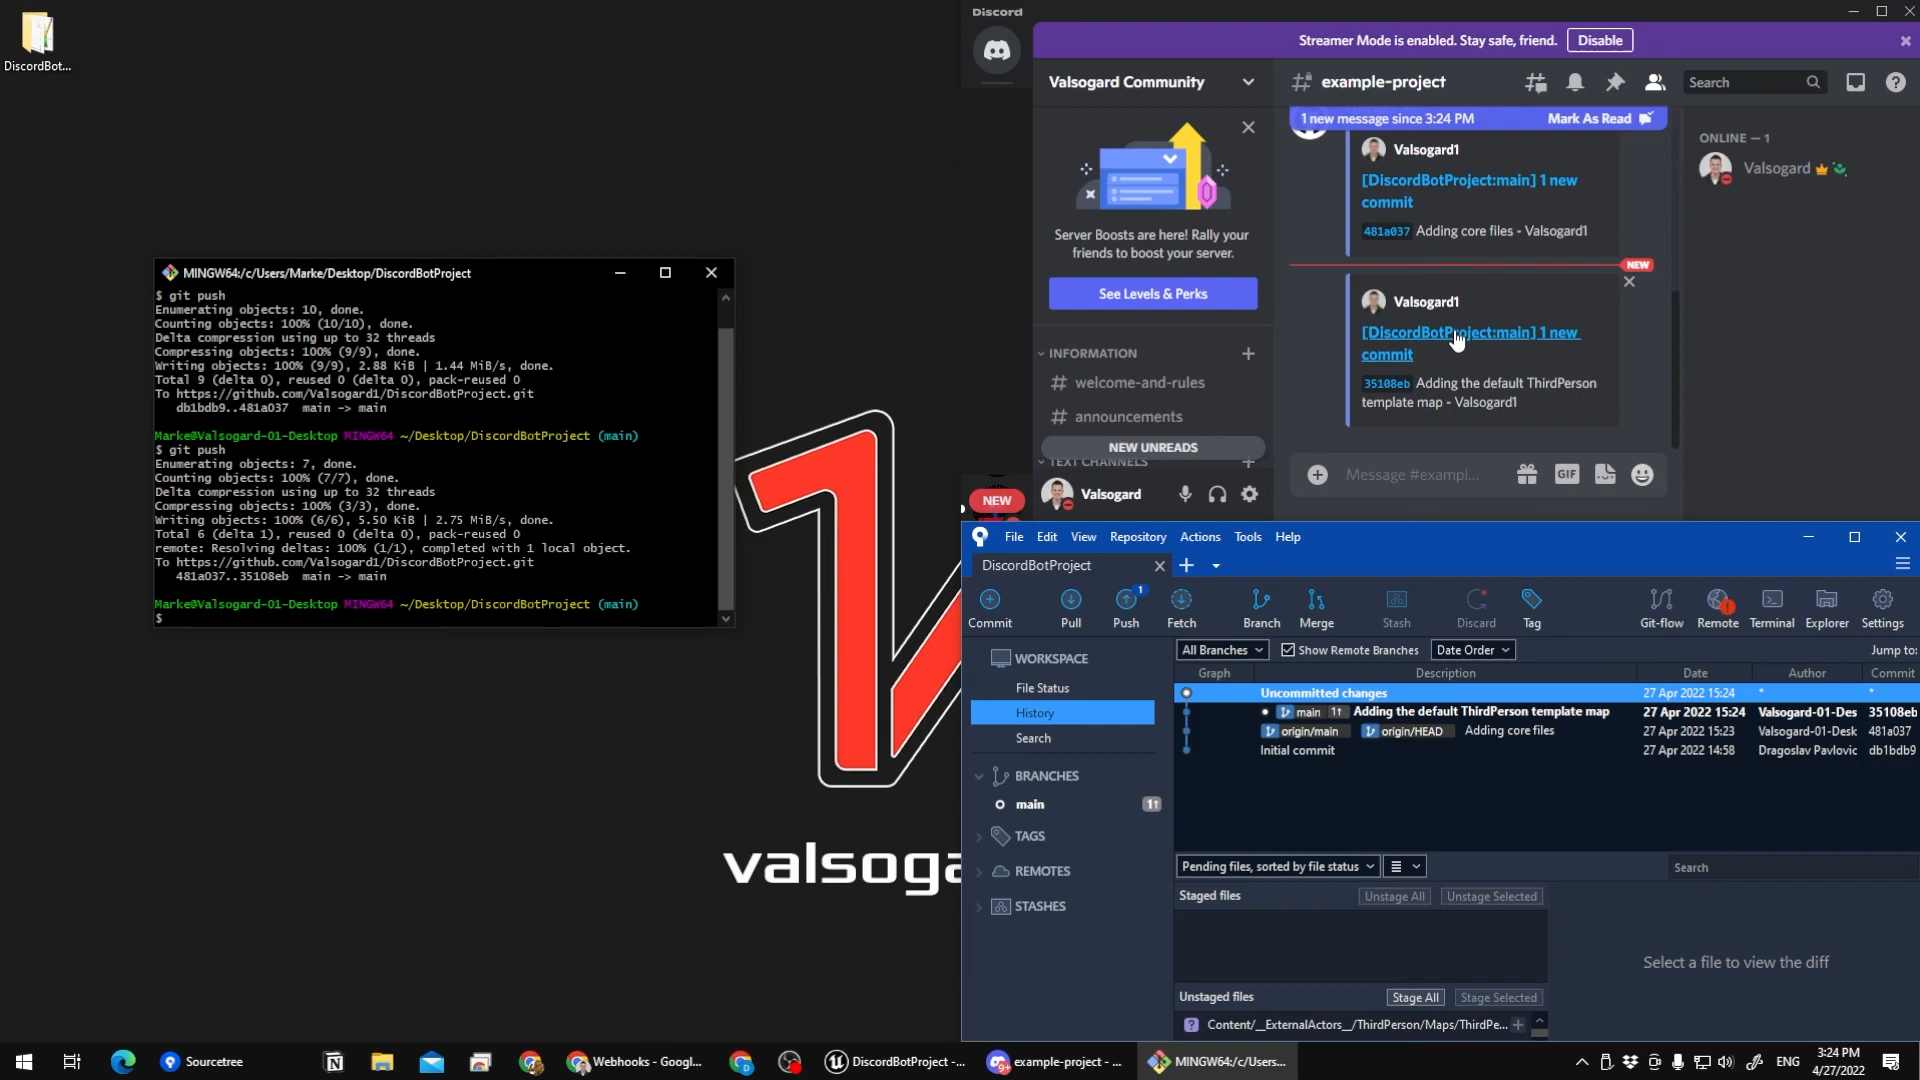 DiscordBot...
MINGW64:/c/Users/Marke/Desktop/DiscordBotProject
$ git push
Enumerating objects: 10, done.
Counting objects: 100% (10/10), done.
Delta compression using up to 32 threads
Compressing objects: 100% (9/9), done.
Writing objects: 100% (9/9), 2.88 KiB | 1.44 MiB/s, done.
Total 9 (delta 0), reused 0 (delta 0), pack-reused 0
To https://github.com/Valsogard1/DiscordBotProject.git
db1bdb9..481a037 main -> main
Marke@Valsogard-01-Desktop MINGW64 ~/Desktop/DiscordBotProject (main)
$ git push
Enumerating objects: 7, done.
Counting objects: 100% (7/7), done.
Delta compression using up to 32 threads
Compressing objects: 100% (3/3), done.
Writing objects: 100% (6/6), 5.50 KiB | 2.75 MiB/s, done.
Total 6 (delta 1), reused 0 (delta 0), pack-reused 0
remote: Resolving deltas: 100% (1/1), completed with 1 local object.
To https://github.com/Valsogard1/DiscordBotProject.git
481a037..35108eb main -> main
Marke@Valsogard-01-Desktop MINGW64 ~/Desktop/DiscordBotProject (main)
$
valsoga
Discord
Streamer Mode is enabled. Stay safe, friend. Disable
Valsogard Community
example-project
Search
Server Boosts are here! Rally your
friends to boost your server.
See Levels & Perks
INFORMATION
welcome-and-rules
announcements
NEW UNREADS
TEXT CHANNELS
NEW
Valsogard
1 new message since 3:24 PM Mark As Read
Valsogard1
[DiscordBotProject:main] 1 new
commit
481a037 Adding core files - Valsogard1
NEW
Valsogard1
[DiscordBotProject:main] 1 new
commit
35108eb Adding the default ThirdPerson
template map - Valsogard1
Message #exampl...
GIF
ONLINE — 1
Valsogard
File Edit View Repository Actions Tools Help
DiscordBotProject
Commit Pull Push 1 Fetch Branch Merge Stash Discard Tag Git-flow Remote Terminal Explorer Settings
WORKSPACE
File Status
History
Search
BRANCHES
main 1↑
TAGS
REMOTES
STASHES
All Branches Show Remote Branches Date Order Jump to:
Graph Description Date Author Commit
Uncommitted changes 27 Apr 2022 15:24 * *
main 1↑ Adding the default ThirdPerson template map 27 Apr 2022 15:24 Valsogard-01-Des 35108eb
origin/main origin/HEAD Adding core files 27 Apr 2022 15:23 Valsogard-01-Desk 481a037
Initial commit 27 Apr 2022 14:58 Dragoslav Pavlovic db1bdb9
Pending files, sorted by file status
Search
Staged files Unstage All Unstage Selected
Select a file to view the diff
Unstaged files Stage All Stage Selected
Content/__ExternalActors__/ThirdPerson/Maps/ThirdPe...
Sourcetree
Webhooks - Googl...
DiscordBotProject -...
9+
example-project - ...
MINGW64:/c/Users...
ENG
3:24 PM
4/27/2022